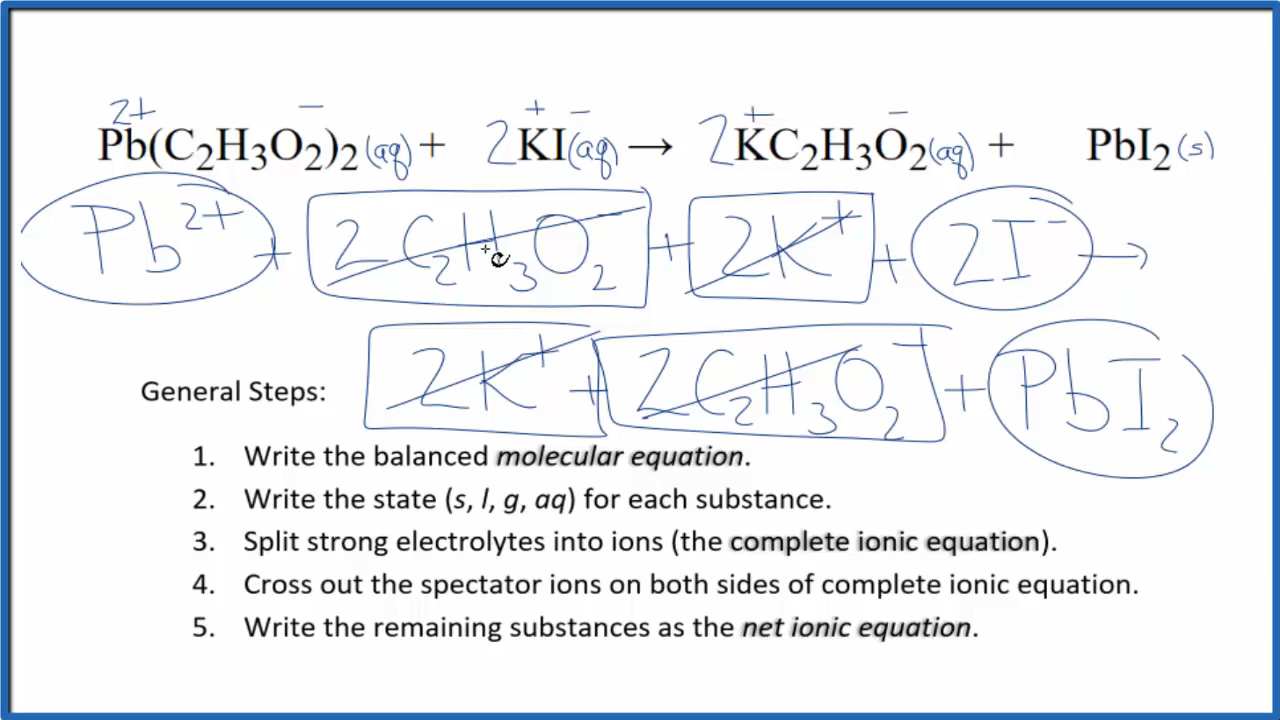 2+ − + − + −
Pb(C₂H₃O₂)₂(aq) + 2KI(aq) → 2KC₂H₃O₂(aq) + PbI₂(s)
Pb²⁺ + 2C₂H₃O₂⁻ + 2K⁺ + 2I⁻ →
2K⁺ + 2C₂H₃O₂⁻ + PbI₂
General Steps:
1. Write the balanced molecular equation.
2. Write the state (s, l, g, aq) for each substance.
3. Split strong electrolytes into ions (the complete ionic equation).
4. Cross out the spectator ions on both sides of complete ionic equation.
5. Write the remaining substances as the net ionic equation.